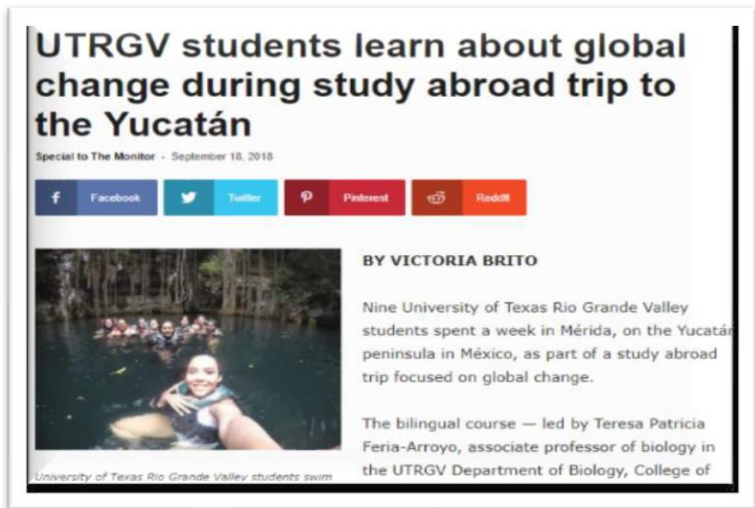 UTRGV students learn about global
change during study abroad trip to
the Yucatán
Special to The Monitor - September 18, 2018
Facebook
Twitter
Pinterest
Reddit
BY VICTORIA BRITO
Nine University of Texas Rio Grande Valley
students spent a week in Mérida, on the Yucatán
peninsula in México, as part of a study abroad
trip focused on global change.
The bilingual course — led by Teresa Patricia
Feria-Arroyo, associate professor of biology in
the UTRGV Department of Biology, College of
University of Texas Rio Grande Valley students swim